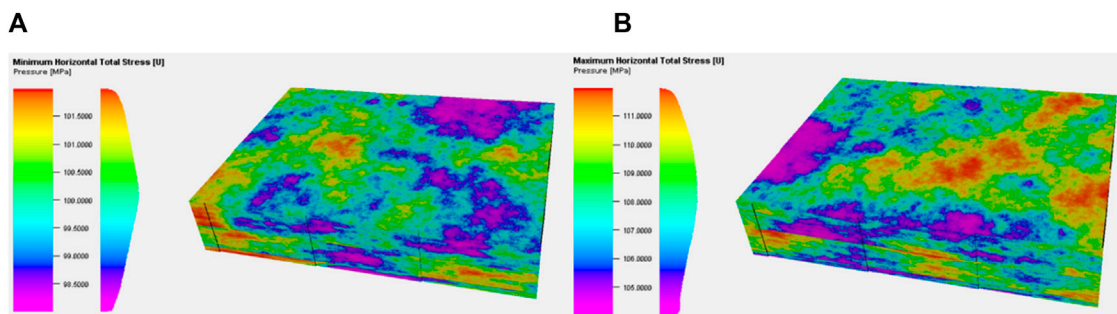 A
B
Minimum Horizontal Total Stress [U]
Pressure [MPa]
101.5000
101.0000
100.5000
100.0000
99.5000
99.0000
98.5000
Maximum Horizontal Total Stress [U]
Pressure [MPa]
111.0000
110.0000
109.0000
108.0000
107.0000
106.0000
105.0000